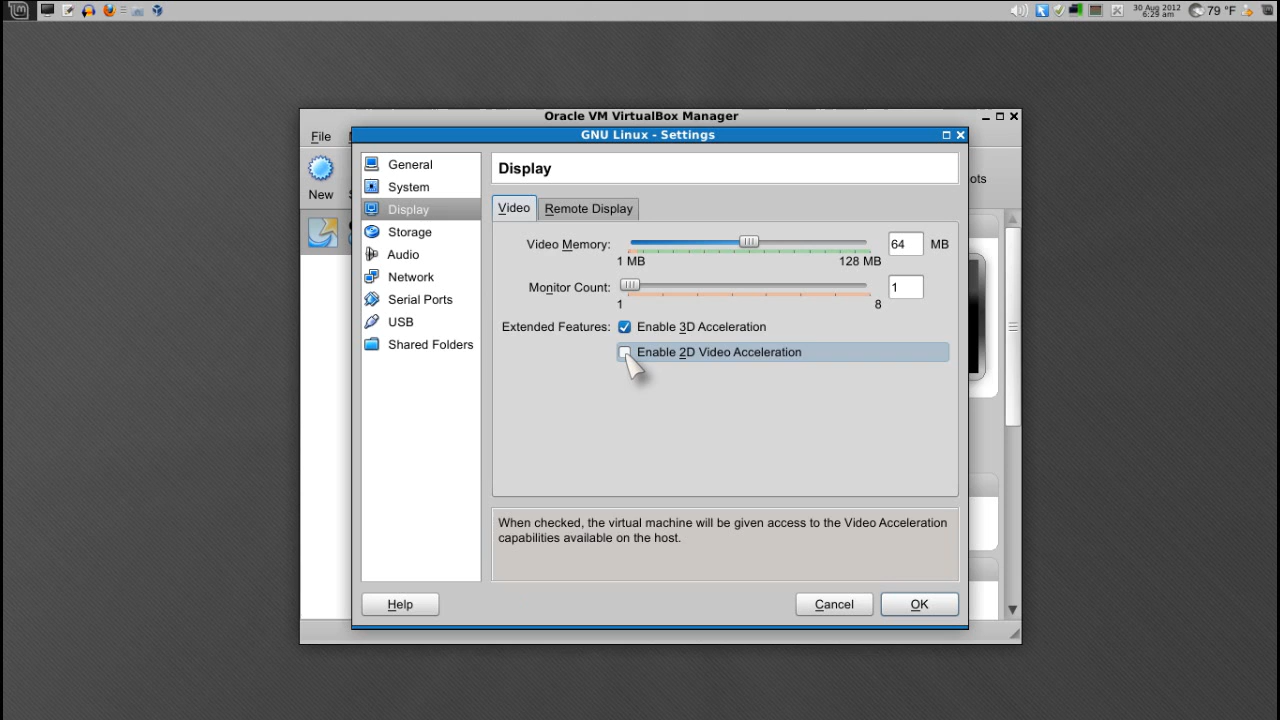 30 Aug 2012
6:29 am
79 °F
Oracle VM VirtualBox Manager
File
GNU Linux - Settings
New
ots
General
System
Display
Storage
Audio
Network
Serial Ports
USB
Shared Folders
Display
Video
Remote Display
Video Memory:
64
MB
1 MB
128 MB
Monitor Count:
1
1
8
Extended Features:
Enable 3D Acceleration
Enable 2D Video Acceleration
When checked, the virtual machine will be given access to the Video Acceleration
capabilities available on the host.
Help
Cancel
OK